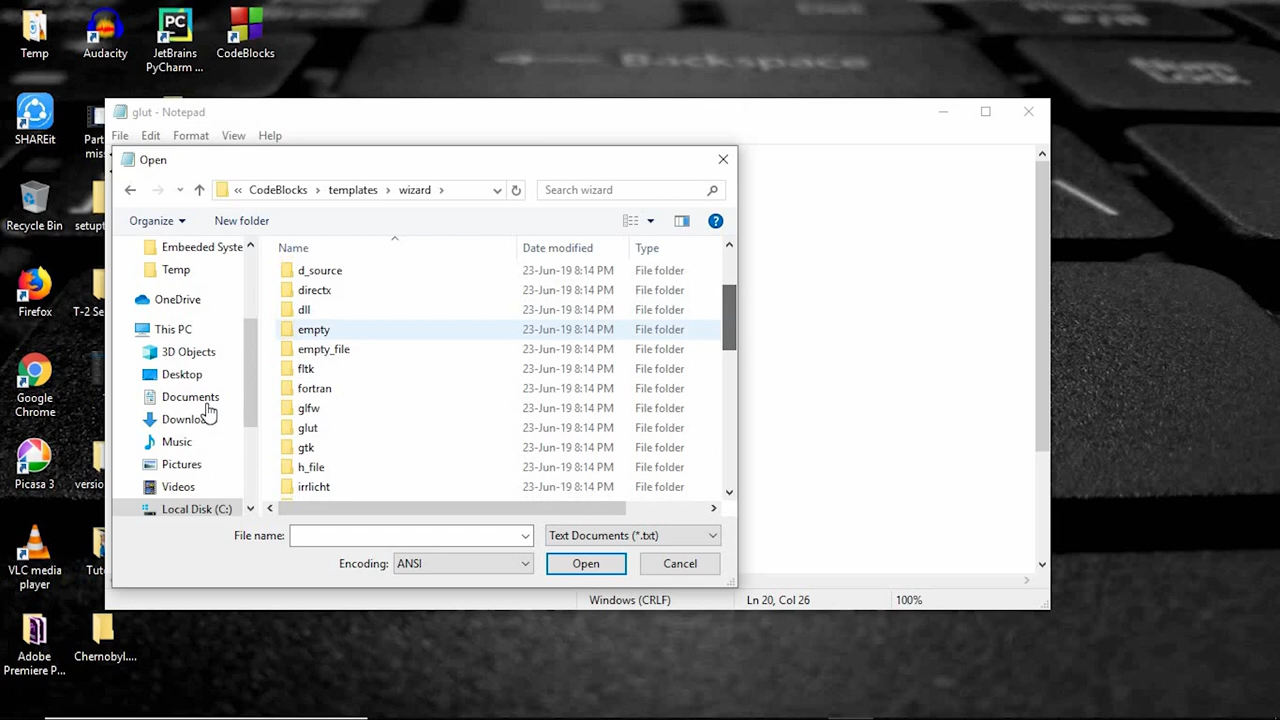 Temp
Audacity
JetBrains
PyCharm ...
CodeBlocks
Backspace
SHAREit
Part
mis
Recycle Bin
setupt
Firefox
T-2 Se
Google
Chrome
Picasa 3
version
VLC media
player
Tut
Adobe
Premiere P...
Chernobyl....
glut - Notepad
File Edit Format View Help
Open
« CodeBlocks › templates › wizard ›
Search wizard
Organize New folder
Embeeded Syste
Temp
OneDrive
This PC
3D Objects
Desktop
Documents
Music
Pictures
Videos
Local Disk (C:)
Name Date modified Type
d_source 23-Jun-19 8:14 PM File folder
directx 23-Jun-19 8:14 PM File folder
dll 23-Jun-19 8:14 PM File folder
empty 23-Jun-19 8:14 PM File folder
empty_file 23-Jun-19 8:14 PM File folder
fltk 23-Jun-19 8:14 PM File folder
fortran 23-Jun-19 8:14 PM File folder
glfw 23-Jun-19 8:14 PM File folder
glut 23-Jun-19 8:14 PM File folder
gtk 23-Jun-19 8:14 PM File folder
h_file 23-Jun-19 8:14 PM File folder
irrlicht 23-Jun-19 8:14 PM File folder
File name:
Text Documents (*.txt)
Encoding: ANSI Open Cancel
Windows (CRLF) Ln 20, Col 26 100%